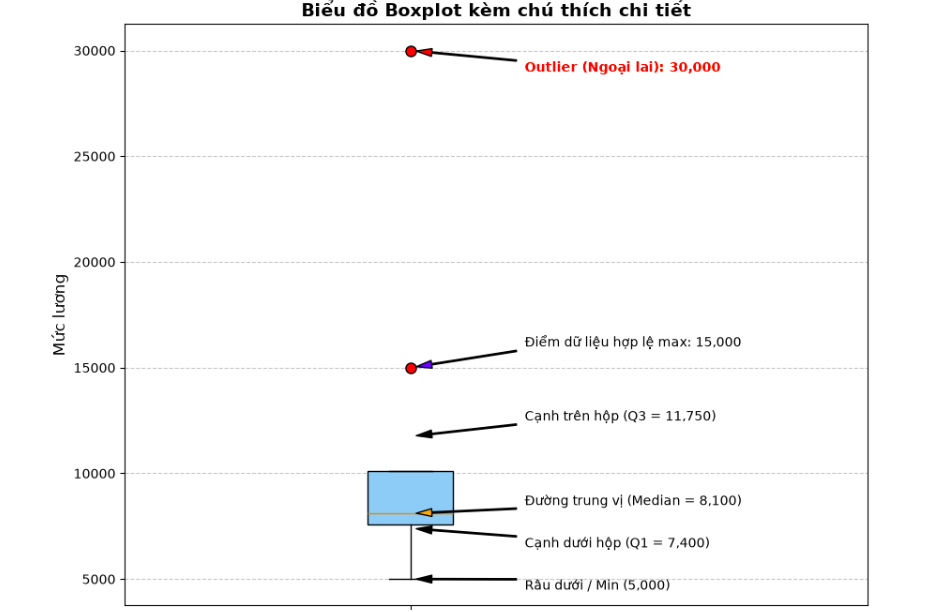 Biểu đồ Boxplot kèm chú thích chi tiết
30000
Outlier (Ngoại lai): 30,000
25000
20000
Mức lương
Điểm dữ liệu hợp lệ max: 15,000
15000
Cạnh trên hộp (Q3 = 11,750)
10000
Đường trung vị (Median = 8,100)
Cạnh dưới hộp (Q1 = 7,400)
5000
Râu dưới / Min (5,000)